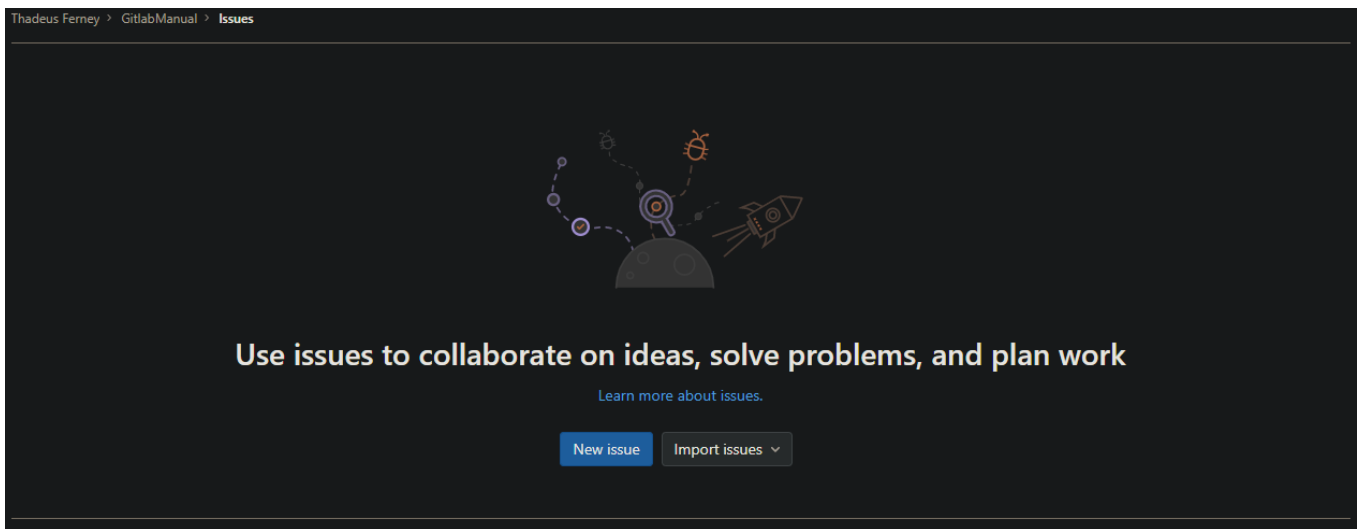 Thadeus Ferney > GitlabManual > Issues
Use issues to collaborate on ideas, solve problems, and plan work
Learn more about issues.
New issue Import issues